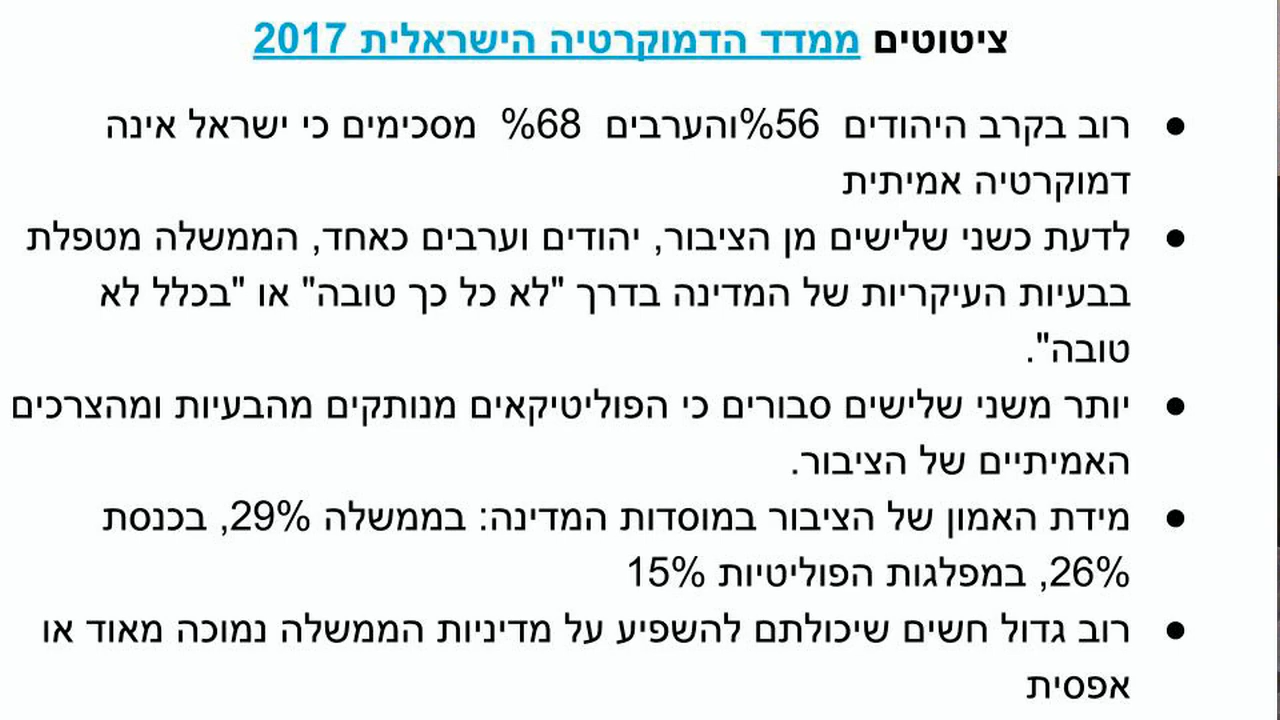 ציטוטים ממדד הדמוקרטיה הישראלית 2017
● רוב בקרב היהודים 56%והערבים 68% מסכימים כי ישראל אינה
דמוקרטיה אמיתית
● לדעת כשני שלישים מן הציבור, יהודים וערבים כאחד, הממשלה מטפלת
בבעיות העיקריות של המדינה בדרך "לא כל כך טובה" או "בכלל לא
טובה".
● יותר משני שלישים סבורים כי הפוליטיקאים מנותקים מהבעיות ומהצרכים
האמיתיים של הציבור.
● מידת האמון של הציבור במוסדות המדינה: בממשלה 29%, בכנסת
26%, במפלגות הפוליטיות 15%
● רוב גדול חשים שיכולתם להשפיע על מדיניות הממשלה נמוכה מאוד או
אפסית